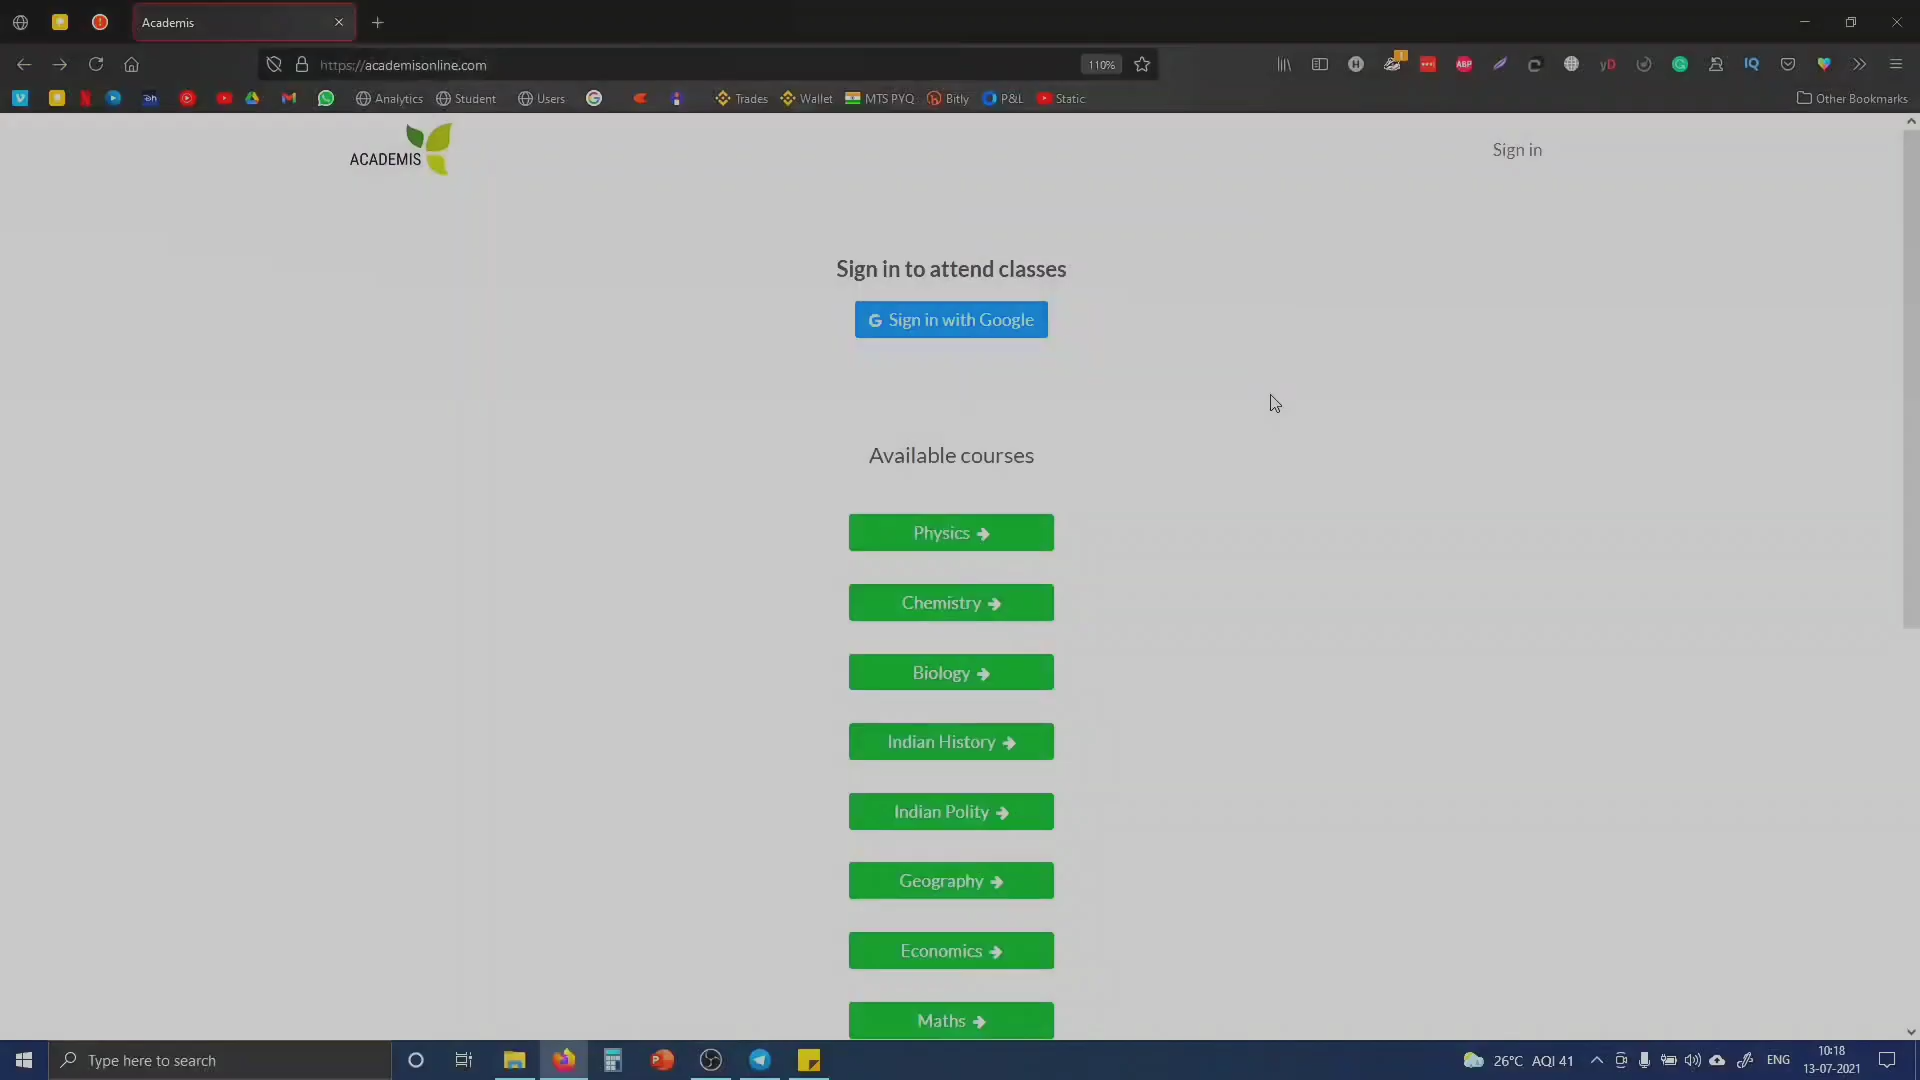 Academis
https://academisonline.com
110%
Analytics Student Users Trades Wallet MTS PYQ Bitly P&L Static Other Bookmarks
ACADEMIS
Sign in
Sign in to attend classes
G Sign in with Google
Available courses
Physics
Chemistry
Biology
Indian History
Indian Polity
Geography
Economics
Maths
Type here to search
26°C AQI 41
ENG
10:18
13-07-2021